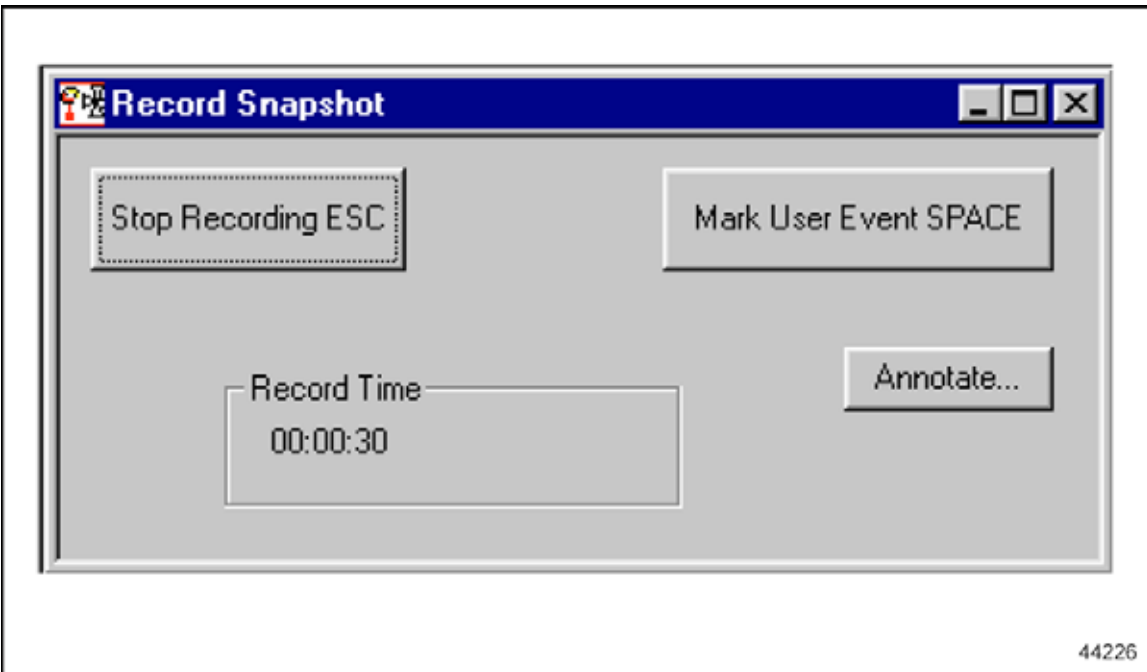 Record Snapshot
Stop Recording ESC
Mark User Event SPACE
Annotate...
Record Time
00:00:30
44226